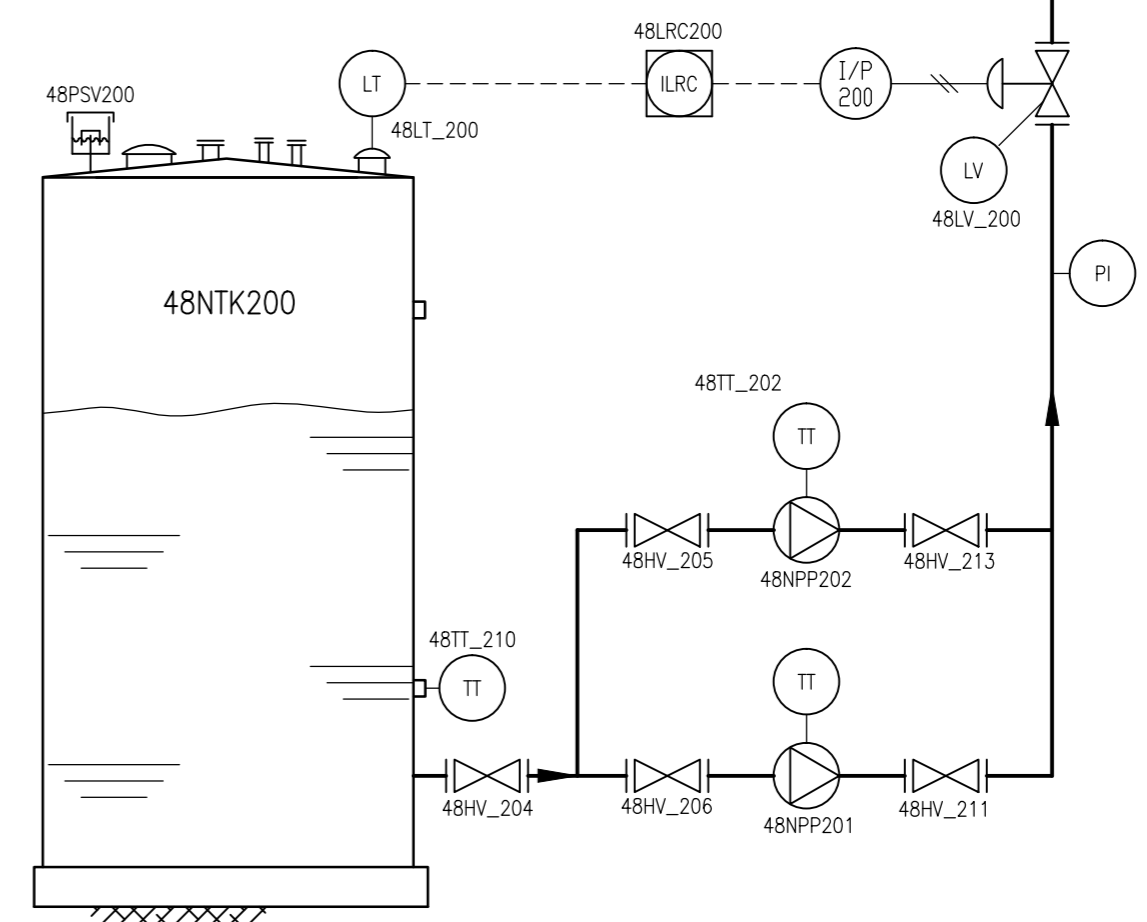 48LRC200
48PSV200
LT
ILRC
I/P
200
48LT_200
LV
48LV_200
PI
48NTK200
48TT_202
TT
48HV_205
48NPP202
48HV_213
48TT_210
TT
TT
48HV_204
48HV_206
48NPP201
48HV_211